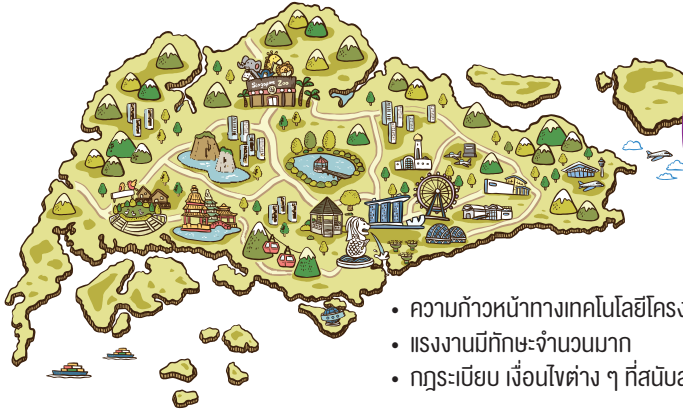 Singapore Zoo
• ความก้าวหน้าทางเทคโนโลยีโครง
• แรงงานมีทักษะจำนวนมาก
• กฎระเบียบ เงื่อนไขต่าง ๆ ที่สนับส